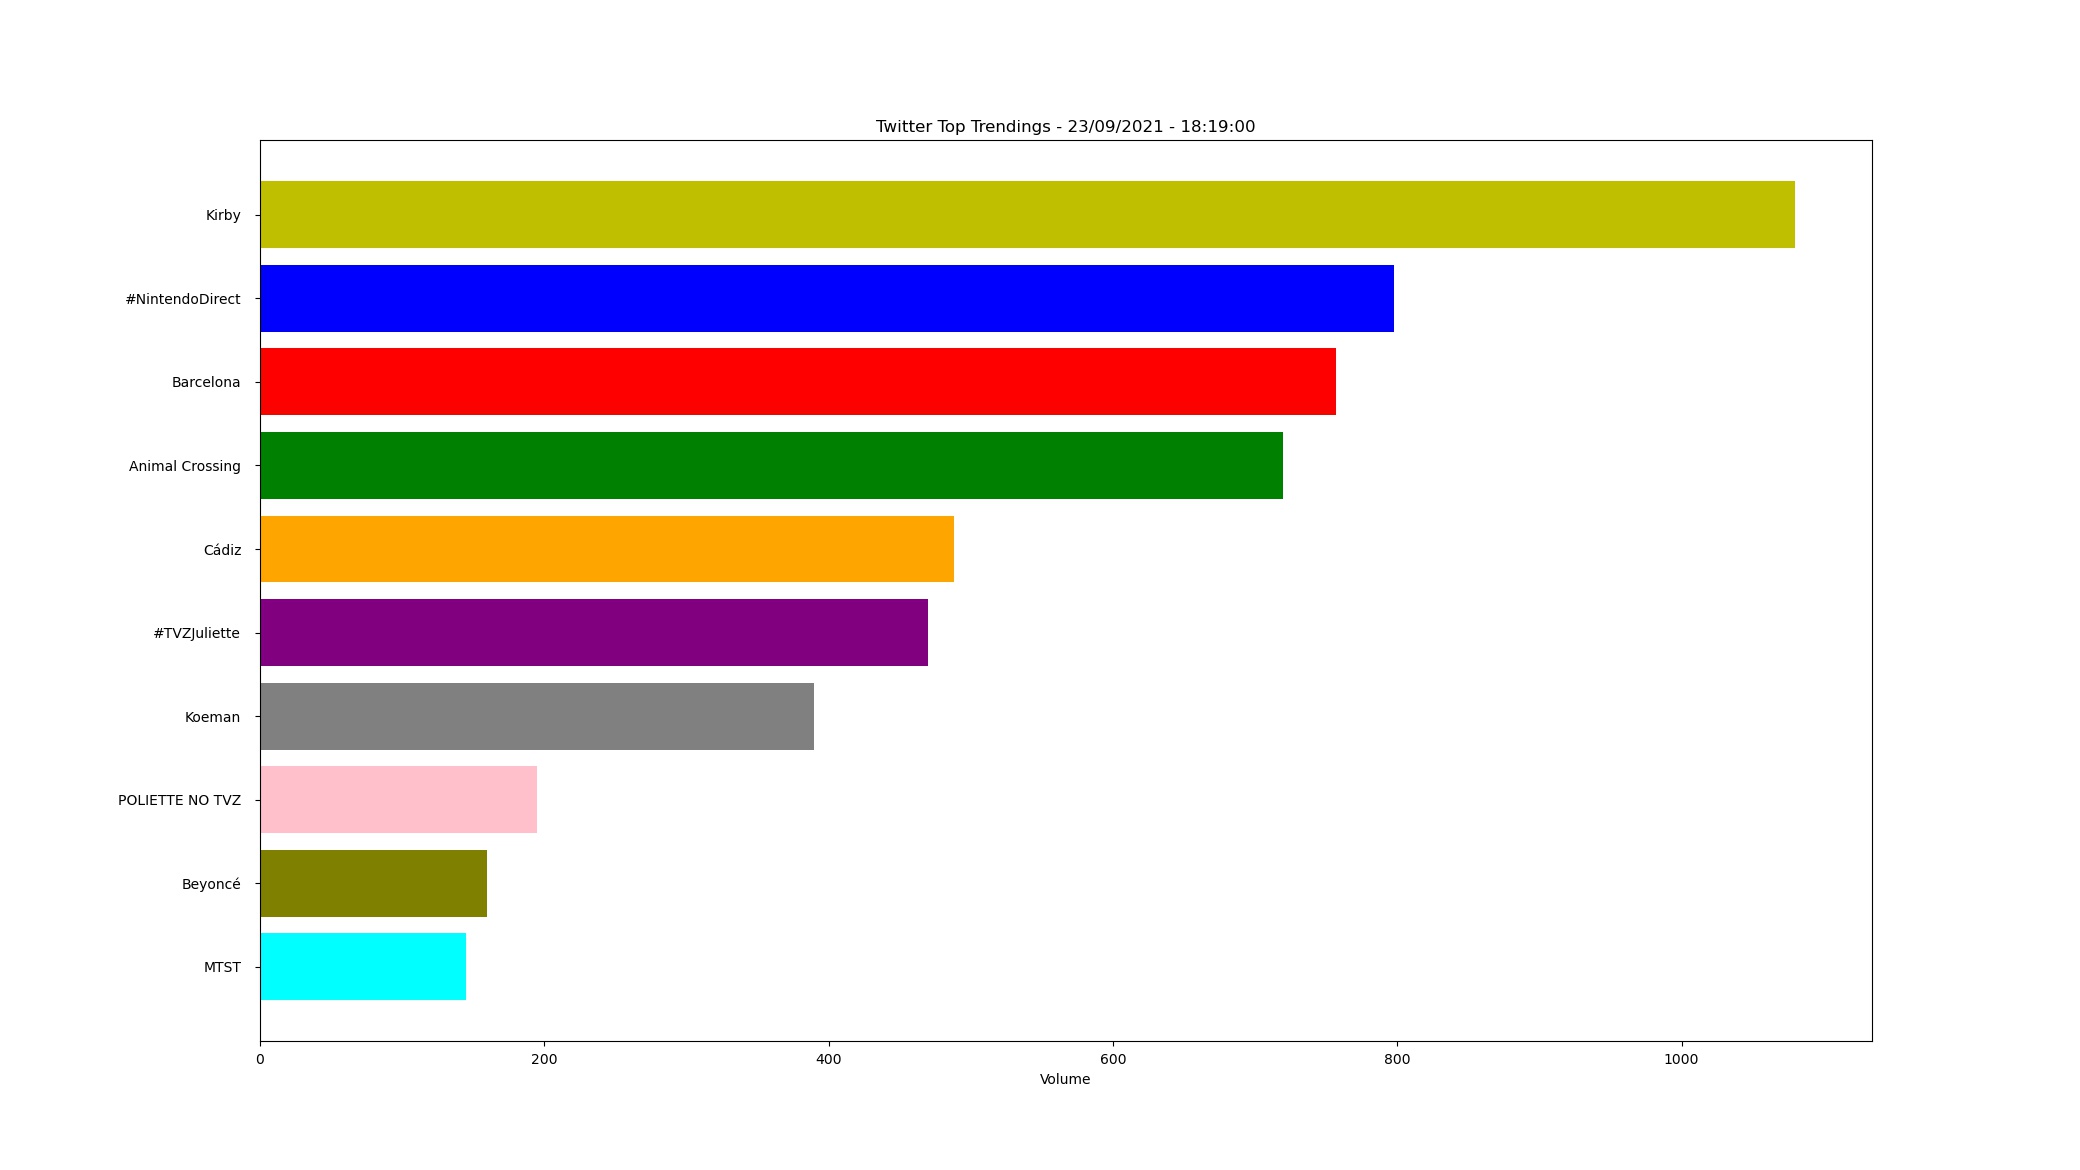 Twitter Top Trendings - 23/09/2021 - 18:19:00
Kirby
#NintendoDirect
Barcelona
Animal Crossing
Cádiz
#TVZJuliette
Koeman
POLIETTE NO TVZ
Beyoncé
MTST
0 200 400 600 800 1000
Volume